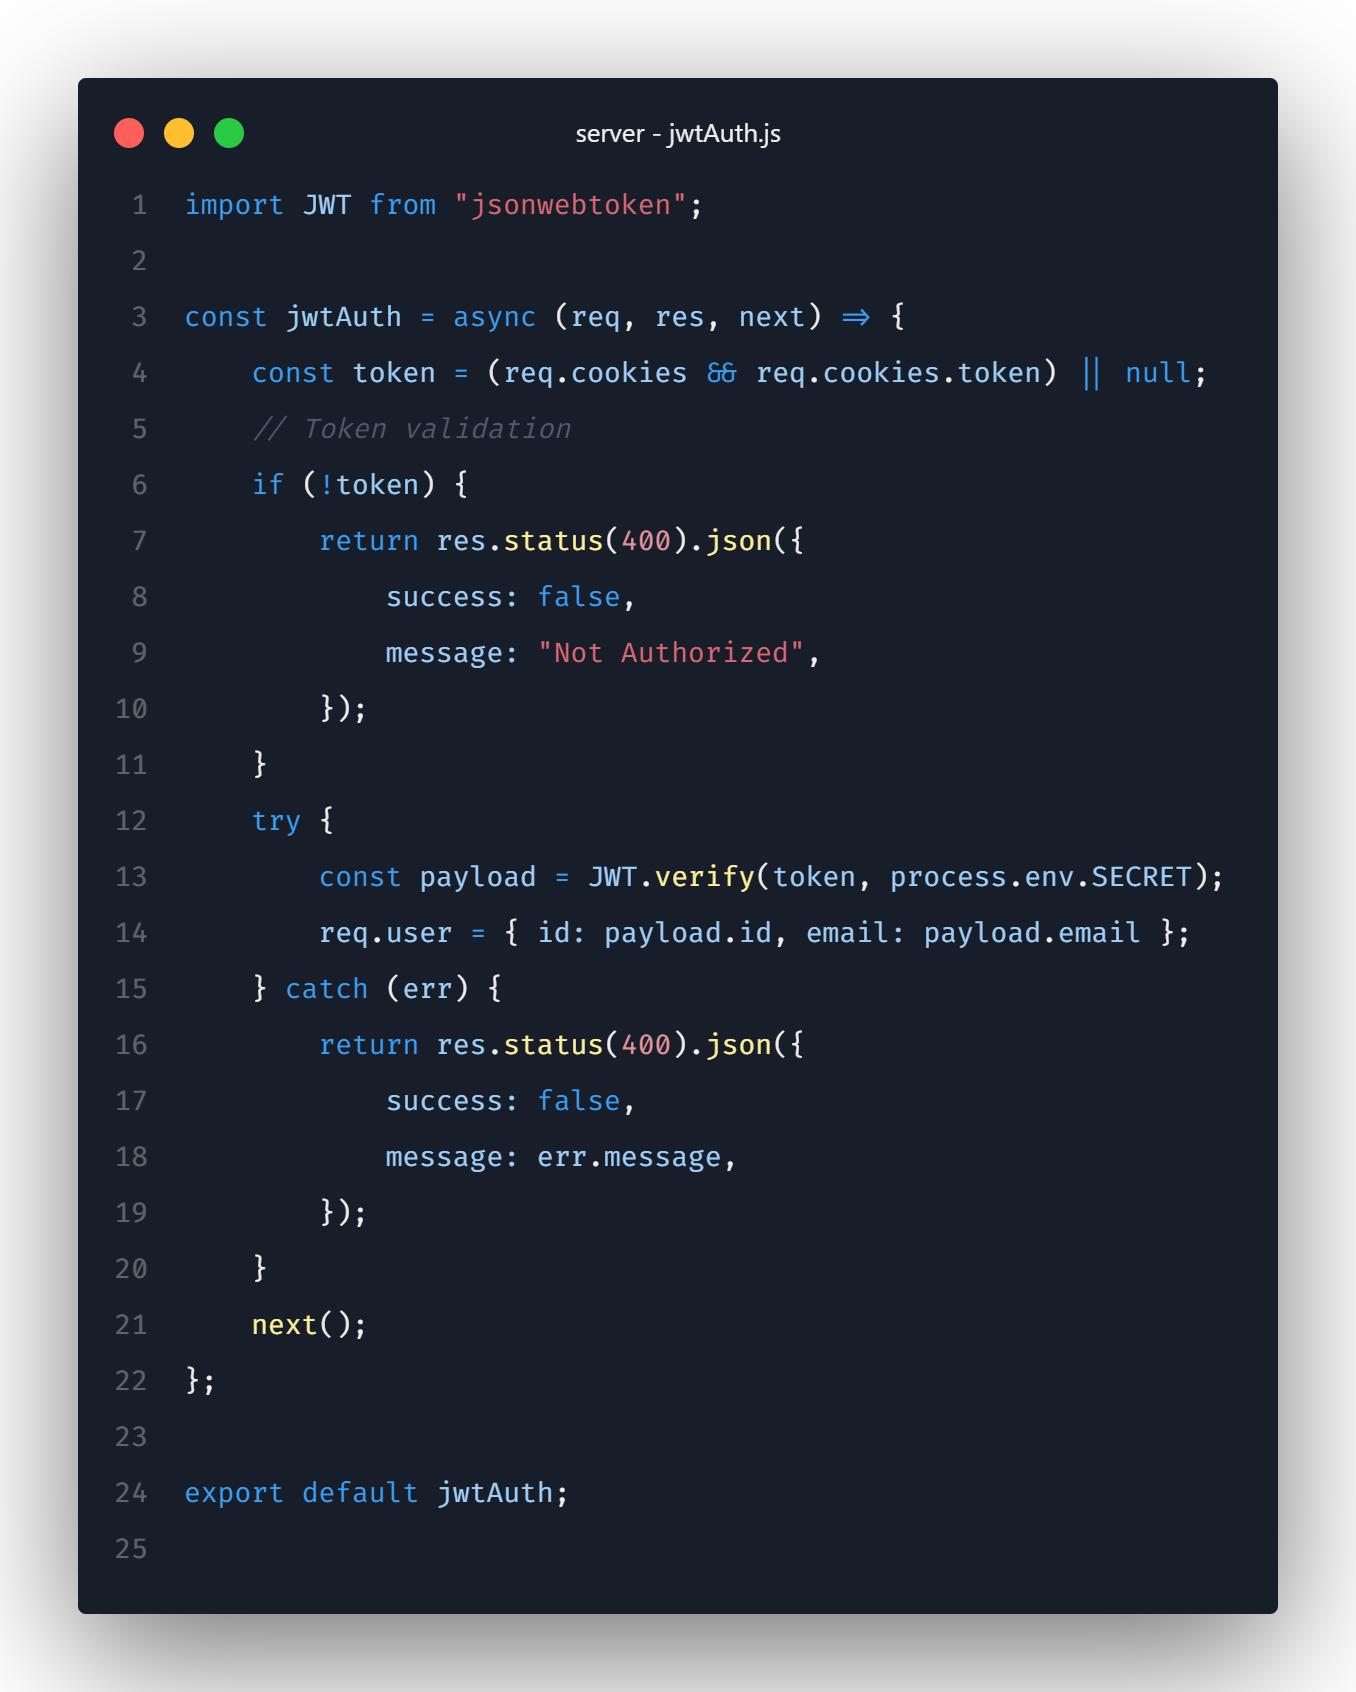 server - jwtAuth.js
1 import JWT from "jsonwebtoken";
2
3 const jwtAuth = async (req, res, next) => {
4     const token = (req.cookies && req.cookies.token) || null;
5     // Token validation
6     if (!token) {
7         return res.status(400).json({
8             success: false,
9             message: "Not Authorized",
10         });
11     }
12     try {
13         const payload = JWT.verify(token, process.env.SECRET);
14         req.user = { id: payload.id, email: payload.email };
15     } catch (err) {
16         return res.status(400).json({
17             success: false,
18             message: err.message,
19         });
20     }
21     next();
22 };
23
24 export default jwtAuth;
25